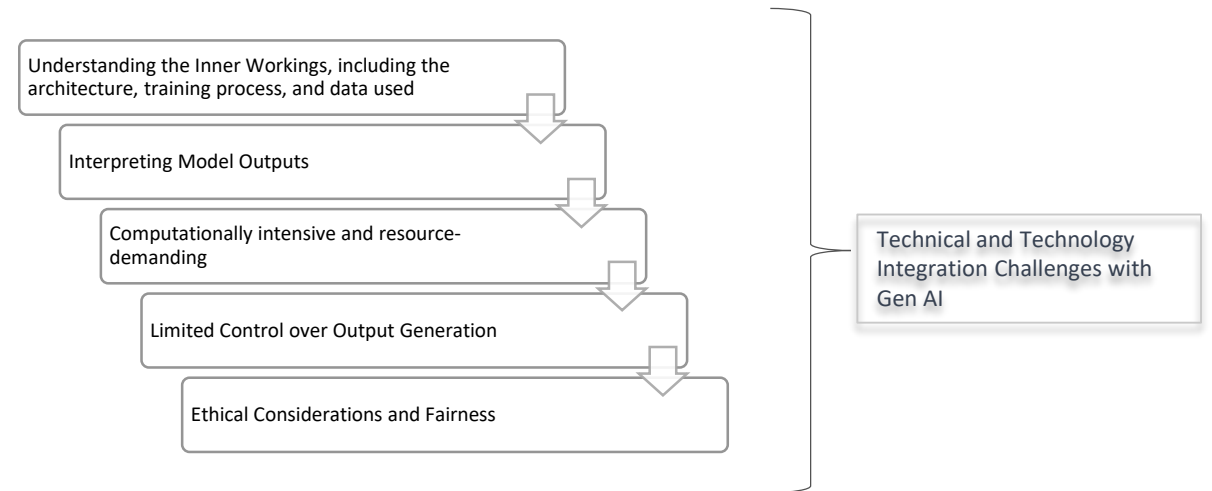 Understanding the Inner Workings, including the
architecture, training process, and data used
Interpreting Model Outputs
Computationally intensive and resource-
demanding
Limited Control over Output Generation
Ethical Considerations and Fairness
Technical and Technology
Integration Challenges with
Gen AI